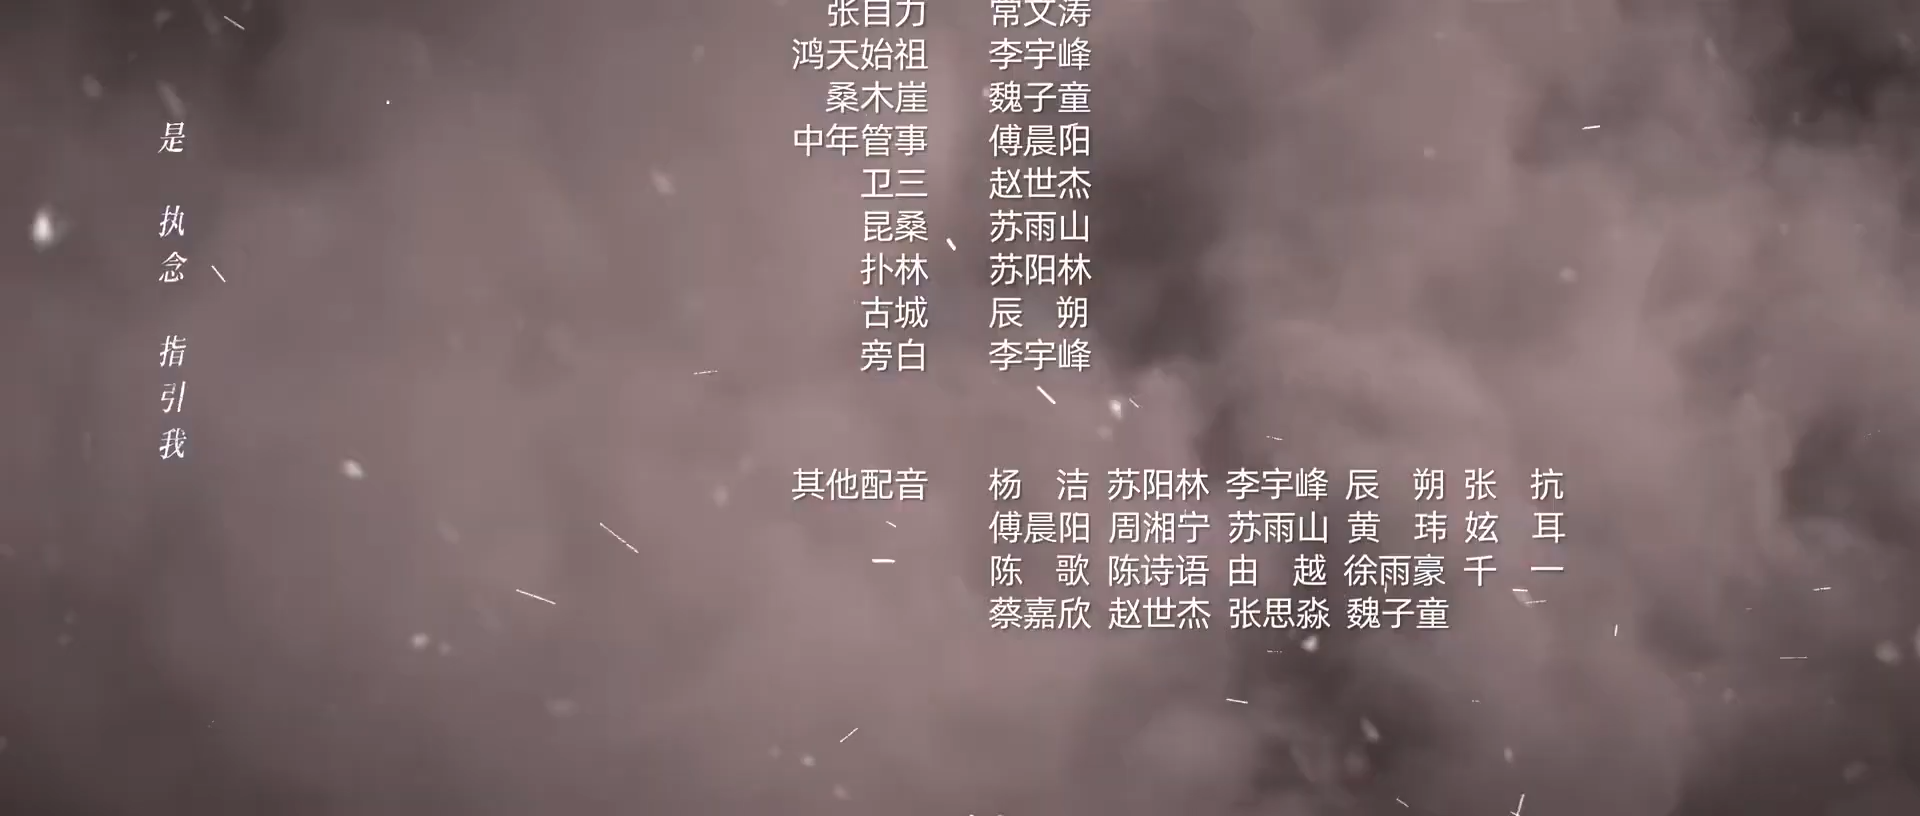 张自力 常文涛
鸿天始祖 李宇峰
桑木崖 魏子童
中年管事 傅晨阳
卫三 赵世杰
昆桑 苏雨山
扑林 苏阳林
古城 辰 朔
旁白 李宇峰
其他配音 杨 洁 苏阳林 李宇峰 辰 朔 张 抗
傅晨阳 周湘宁 苏雨山 黄 玮 妶 耳
陈 歌 陈诗语 由 越 徐雨豪 千 一
蔡嘉欣 赵世杰 张思淼 魏子童
是 执念 指引我